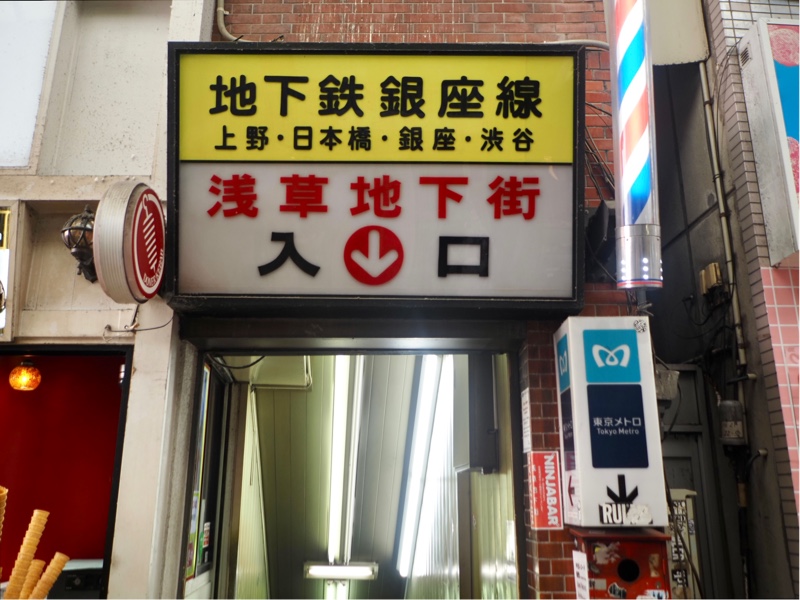 地下鉄銀座線
上野・日本橋・銀座・渋谷
浅草地下街
入 口
東京メトロ
Tokyo Metro
NINJABAR